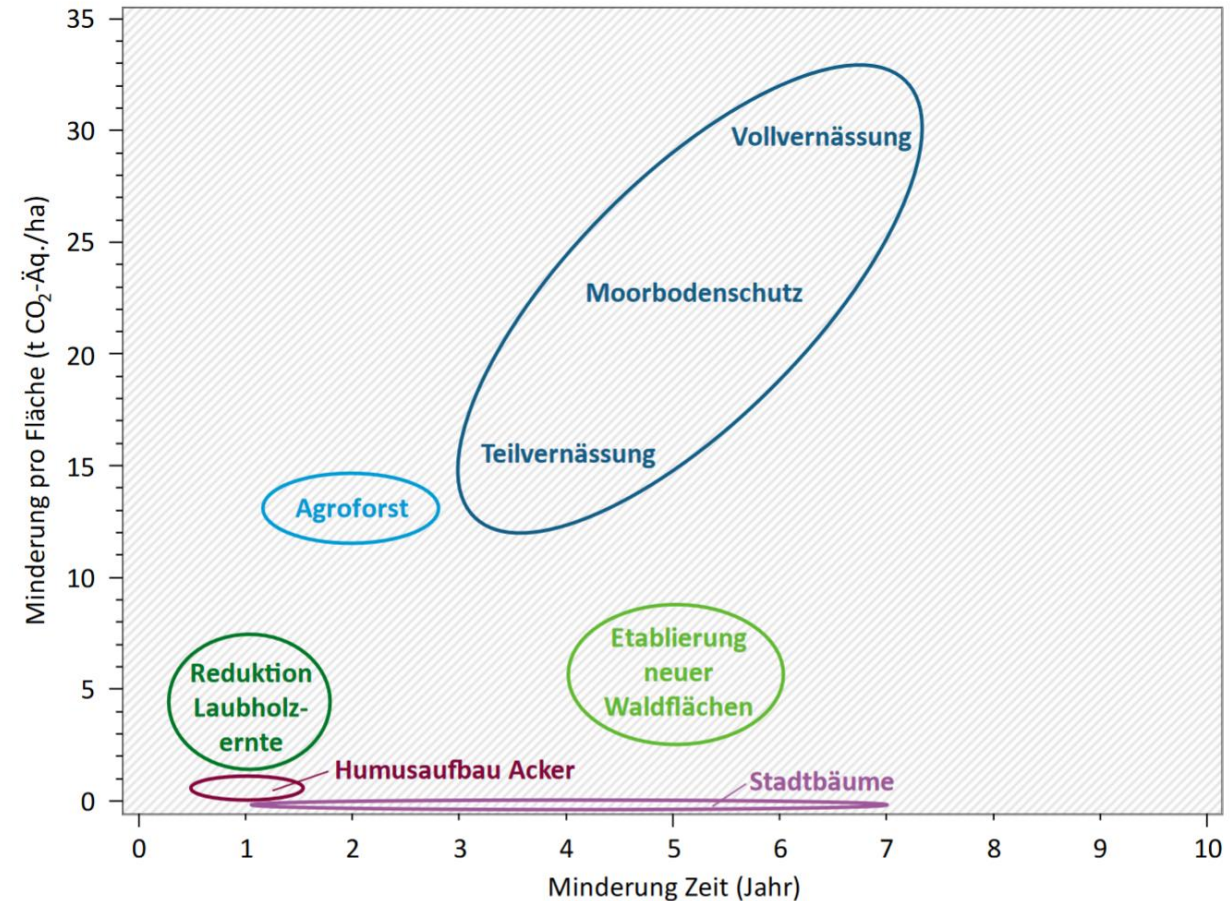 35
30
25
20
15
10
5
0
Minderung pro Fläche (t CO₂-Äq./ha)
Vollvernässung
Moorbodenschutz
Teilvernässung
Agroforst
Etablierung
neuer
Waldflächen
Reduktion
Laubholz-
ernte
Humusaufbau Acker
Stadtbäume
0 1 2 3 4 5 6 7 8 9 10
Minderung Zeit (Jahr)